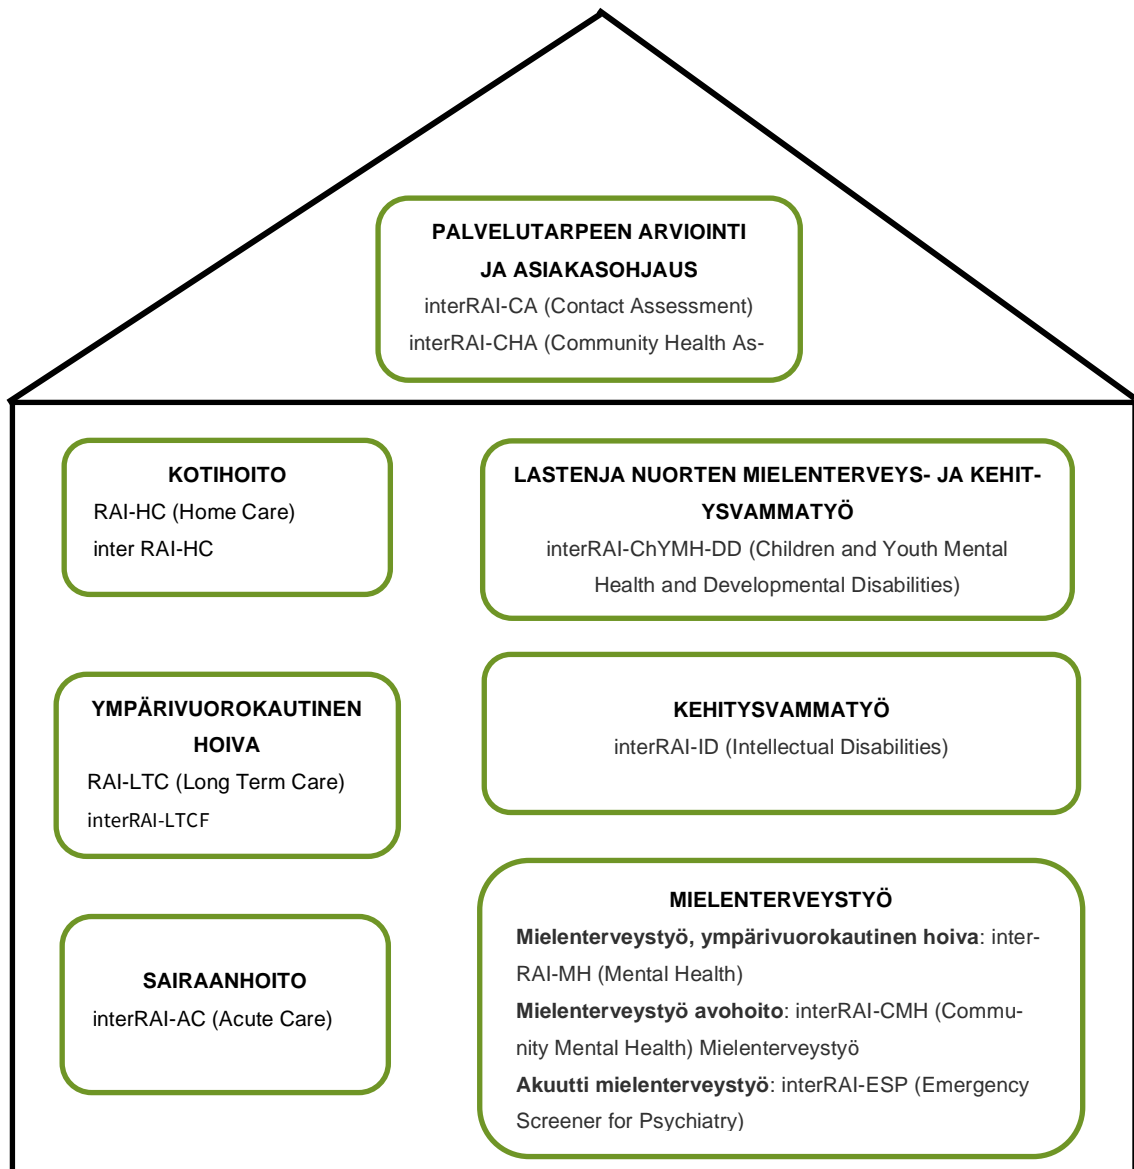 PALVELUTARPEEN ARVIOINTI
JA ASIAKASOHJAUS
interRAI-CA (Contact Assessment)
interRAI-CHA (Community Health As-
KOTIHOITO
RAI-HC (Home Care)
inter RAI-HC
YMPÄRIVUOROKAUTINEN
HOIVA
RAI-LTC (Long Term Care)
interRAI-LTCF
SAIRAANHOITO
interRAI-AC (Acute Care)
LASTENJA NUORTEN MIELENTERVEYS- JA KEHIT-
YSVAMMATYÖ
interRAI-ChYMH-DD (Children and Youth Mental
Health and Developmental Disabilities)
KEHITYSVAMMATYÖ
interRAI-ID (Intellectual Disabilities)
MIELENTERVEYSTYÖ
Mielenterveystyö, ympärivuorokautinen hoiva: inter-
RAI-MH (Mental Health)
Mielenterveystyö avohoito: interRAI-CMH (Commu-
nity Mental Health) Mielenterveystyö
Akuutti mielenterveystyö: interRAI-ESP (Emergency
Screener for Psychiatry)